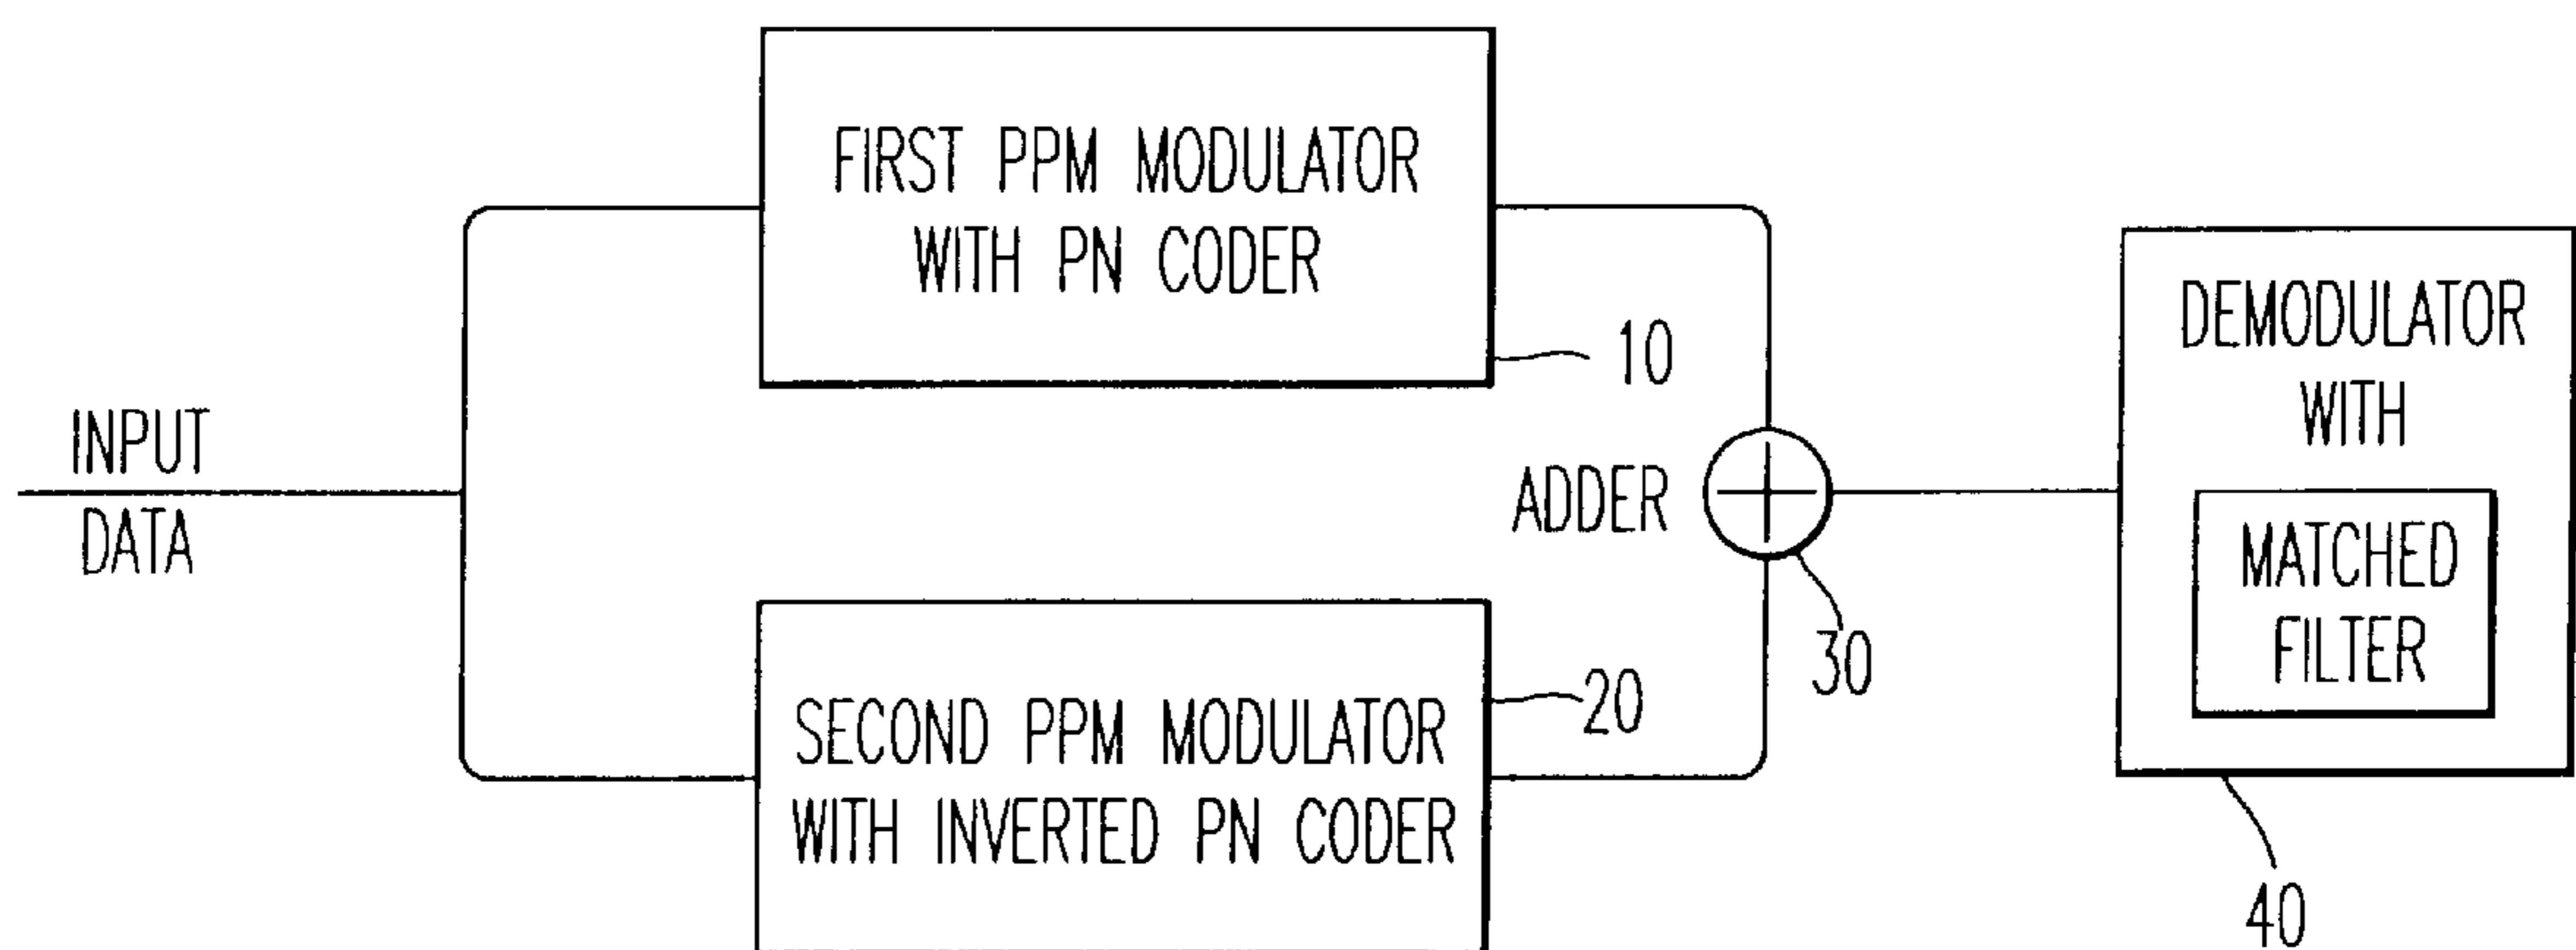 INPUT
DATA
FIRST PPM MODULATOR
WITH PN CODER
10
SECOND PPM MODULATOR
WITH INVERTED PN CODER
20
ADDER
30
DEMODULATOR
WITH
MATCHED
FILTER
40